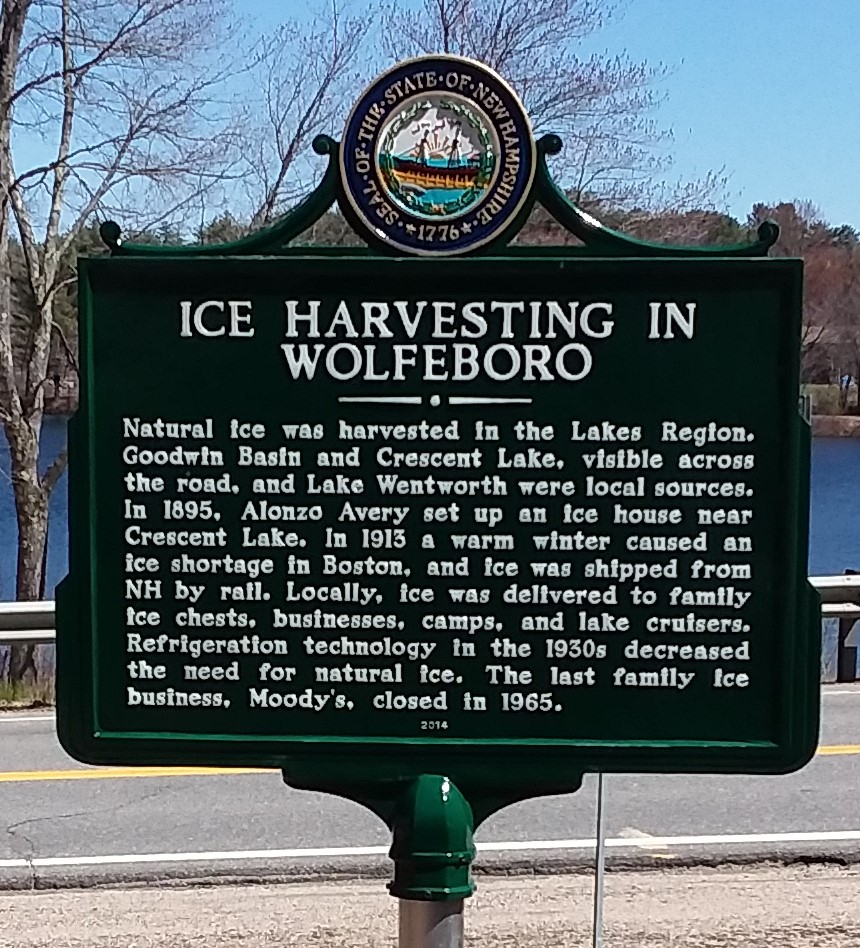 SEAL·OF·THE·STATE·OF·NEW HAMPSHIRE·
★1776★
ICE HARVESTING IN
WOLFEBORO
Natural ice was harvested in the Lakes Region.
Goodwin Basin and Crescent Lake, visible across
the road, and Lake Wentworth were local sources.
In 1895, Alonzo Avery set up an ice house near
Crescent Lake. In 1913 a warm winter caused an
ice shortage in Boston, and ice was shipped from
NH by rail. Locally, ice was delivered to family
ice chests, businesses, camps, and lake cruisers.
Refrigeration technology in the 1930s decreased
the need for natural ice. The last family ice
business, Moody's, closed in 1965.
2014